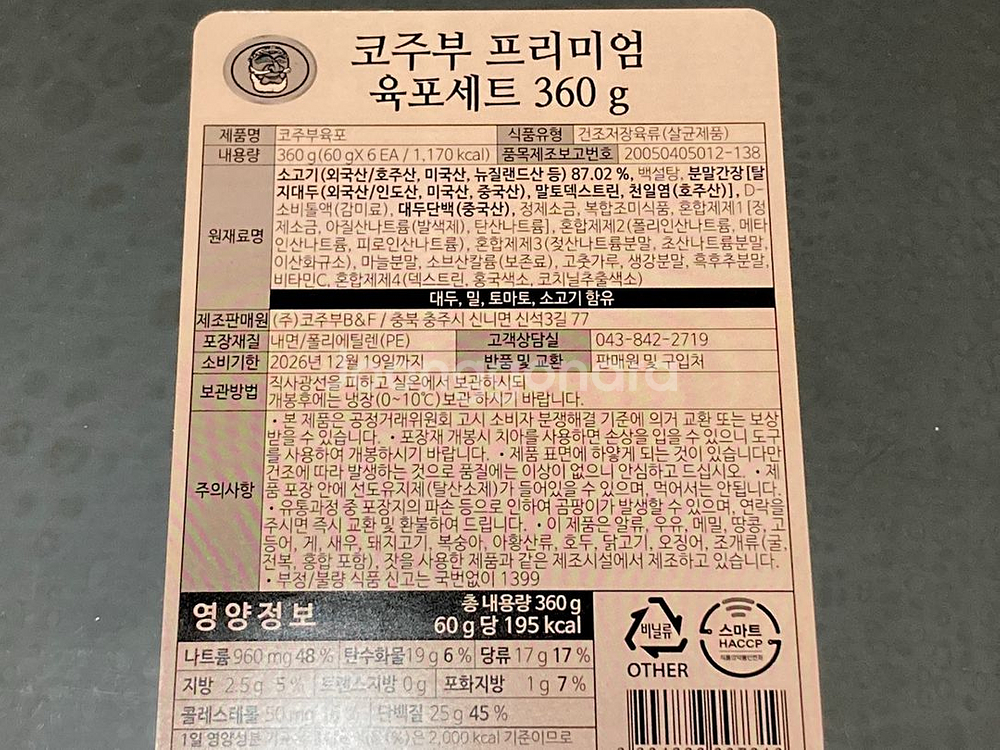 코주부 프리미엄
육포세트 360 g
제품명 코주부육포 식품유형 건조저장육류(살균제품)
내용량 360 g(60 gX 6 EA / 1,170 kcal) 품목제조보고번호 20050405012-138
소고기(외국산/호주산, 미국산, 뉴질랜드산 등) 87.02 %, 백설탕, 분말간장[탈
지대두(외국산/인도산, 미국산, 중국산), 말토덱스트린, 천일염(호주산)], D-
소비톨액(감미료), 대두단백(중국산), 정제소금, 복합조미식품, 혼합제제1[정
제소금, 아질산나트륨(발색제), 탄산나트륨], 혼합제제2(폴리인산나트륨, 메타
원재료명 인산나트륨, 피로인산나트륨), 혼합제제3(젖산나트륨분말, 초산나트륨분말,
이산화규소), 마늘분말, 소브산칼륨(보존료), 고춧가루, 생강분말, 흑후추분말,
비타민C, 혼합제제4(덱스트린, 홍국색소, 코치닐추출색소)
대두, 밀, 토마토, 소고기 함유
제조판매원 (주)코주부B&F / 충북 충주시 신니면 신석3길 77
포장재질 내면/폴리에틸렌(PE) 고객상담실 043-842-2719
소비기한 2026년 12월 19일까지 반품 및 교환 판매원 및 구입처
보관방법 직사광선을 피하고 실온에서 보관하시되
개봉후에는 냉장(0~10℃)보관 하시기 바랍니다.
• 본 제품은 공정거래위원회 고시 소비자 분쟁해결 기준에 의거 교환 또는 보상
받을 수 있습니다. • 포장재 개봉시 치아를 사용하면 손상을 입을 수 있으니 도구
를 사용하여 개봉하시기 바랍니다. • 제품 표면에 하얗게 되는 것이 있습니다만
건조에 따라 발생하는 것으로 품질에는 이상이 없으니 안심하고 드십시오. • 제
주의사항 품 포장 안에 선도유지제(탈산소제)가 들어있을 수 있으며, 먹어서는 안됩니다.
• 유통과정 중 포장지의 파손 등으로 인하여 곰팡이가 발생할 수 있으며, 연락을
주시면 즉시 교환 및 환불하여 드립니다. • 이 제품은 알류, 우유, 메밀, 땅콩, 고
등어, 게, 새우, 돼지고기, 복숭아, 아황산류, 호두, 닭고기, 오징어, 조개류(굴,
전복, 홍합 포함), 잣을 사용한 제품과 같은 제조시설에서 제조하고 있습니다.
• 부정/불량 식품 신고는 국번없이 1399
영양정보 총 내용량 360 g
60 g 당 195 kcal
나트륨 960 mg 48 % 탄수화물 19 g 6 % 당류 17 g 17 %
지방 2.5 g 5 % 트랜스지방 0 g 포화지방 1 g 7 %
콜레스테롤 50 mg 단백질 25 g 45 %
1일 영양성분 2,000 kcal 기준이므로
비닐류
OTHER
스마트
HACCP